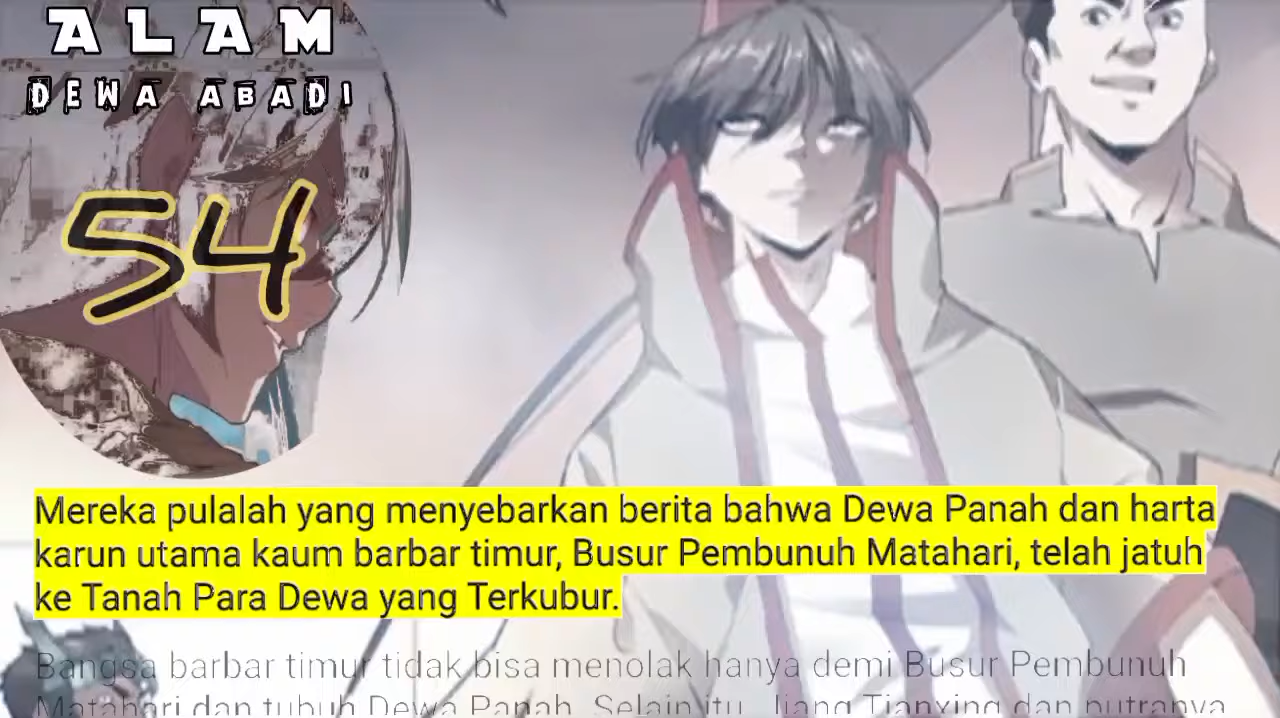 ALAM
DEWA ABADI
54
Mereka pulalah yang menyebarkan berita bahwa Dewa Panah dan harta
karun utama kaum barbar timur, Busur Pembunuh Matahari, telah jatuh
ke Tanah Para Dewa yang Terkubur.
Bangsa barbar timur tidak bisa menolak hanya demi Busur Pembunuh
Matahari dan tubuh Dewa Panah. Selain itu, Jiang Tianxing dan putranya